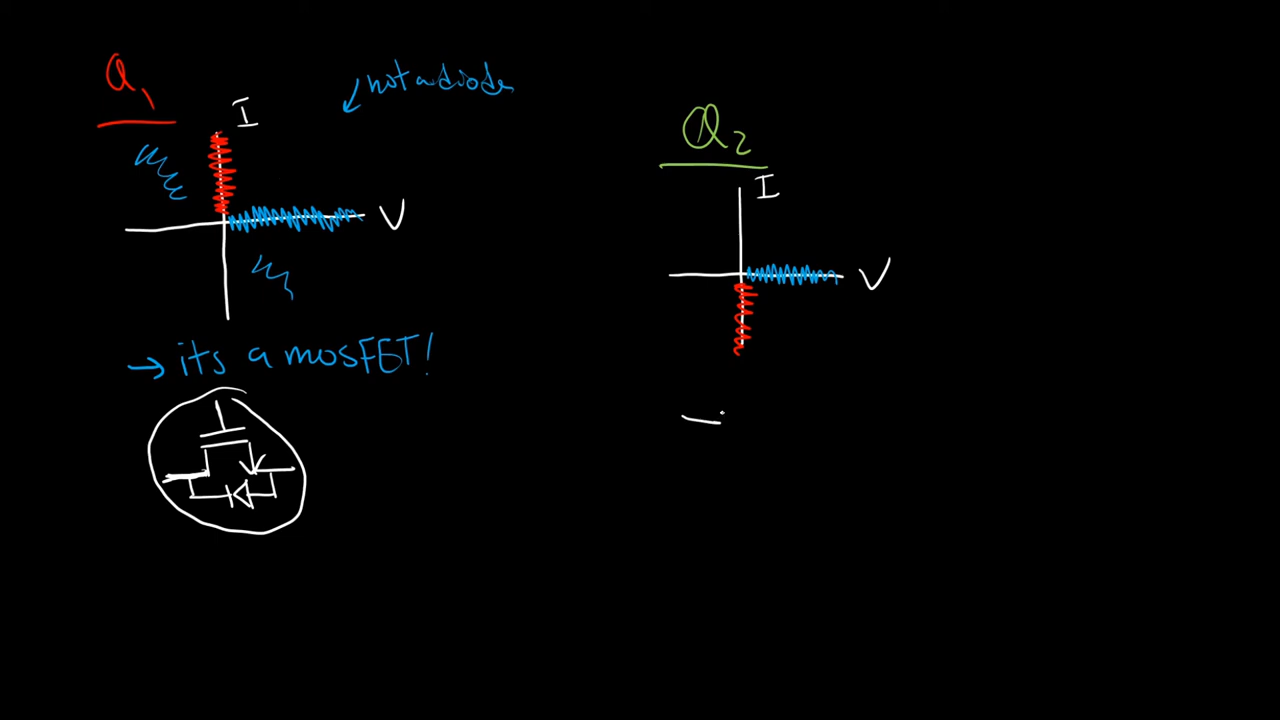 Q1
not a diode
I
V
→ its a mosFET!
Q2
I
V